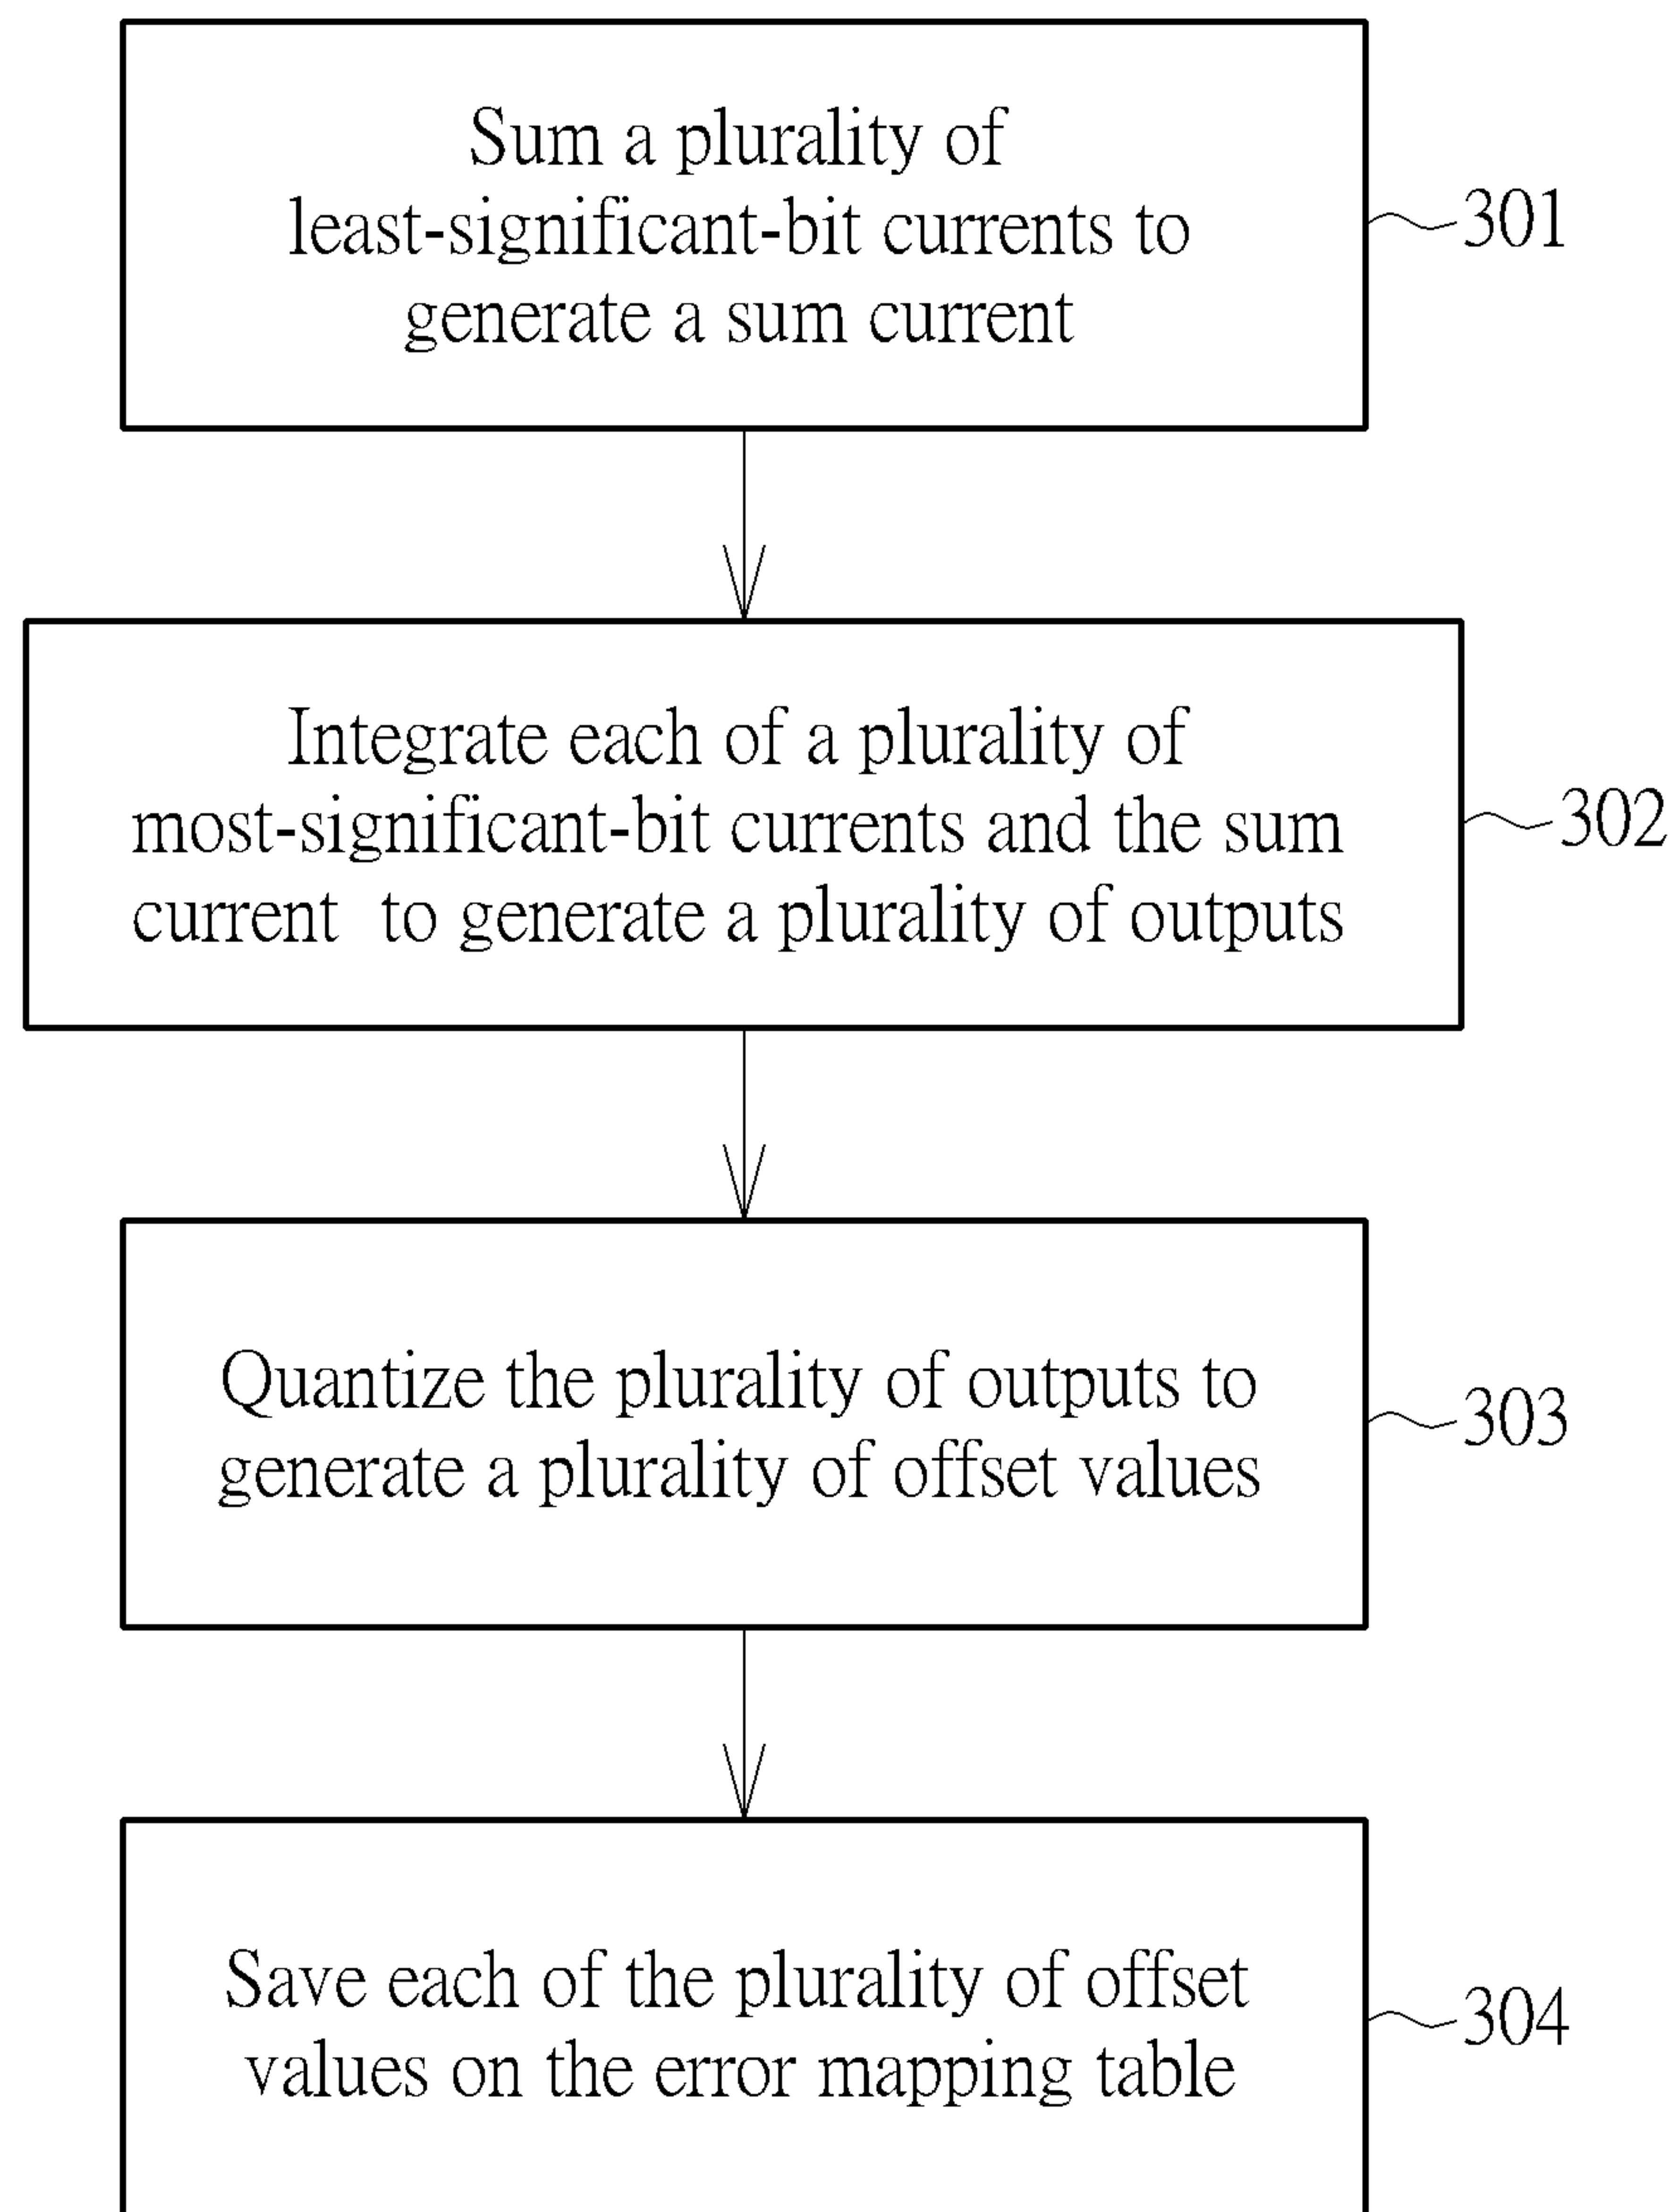 Sum a plurality of
least-significant-bit currents to
generate a sum current
301
Integrate each of a plurality of
most-significant-bit currents and the sum
current to generate a plurality of outputs
302
Quantize the plurality of outputs to
generate a plurality of offset values
303
Save each of the plurality of offset
values on the error mapping table
304